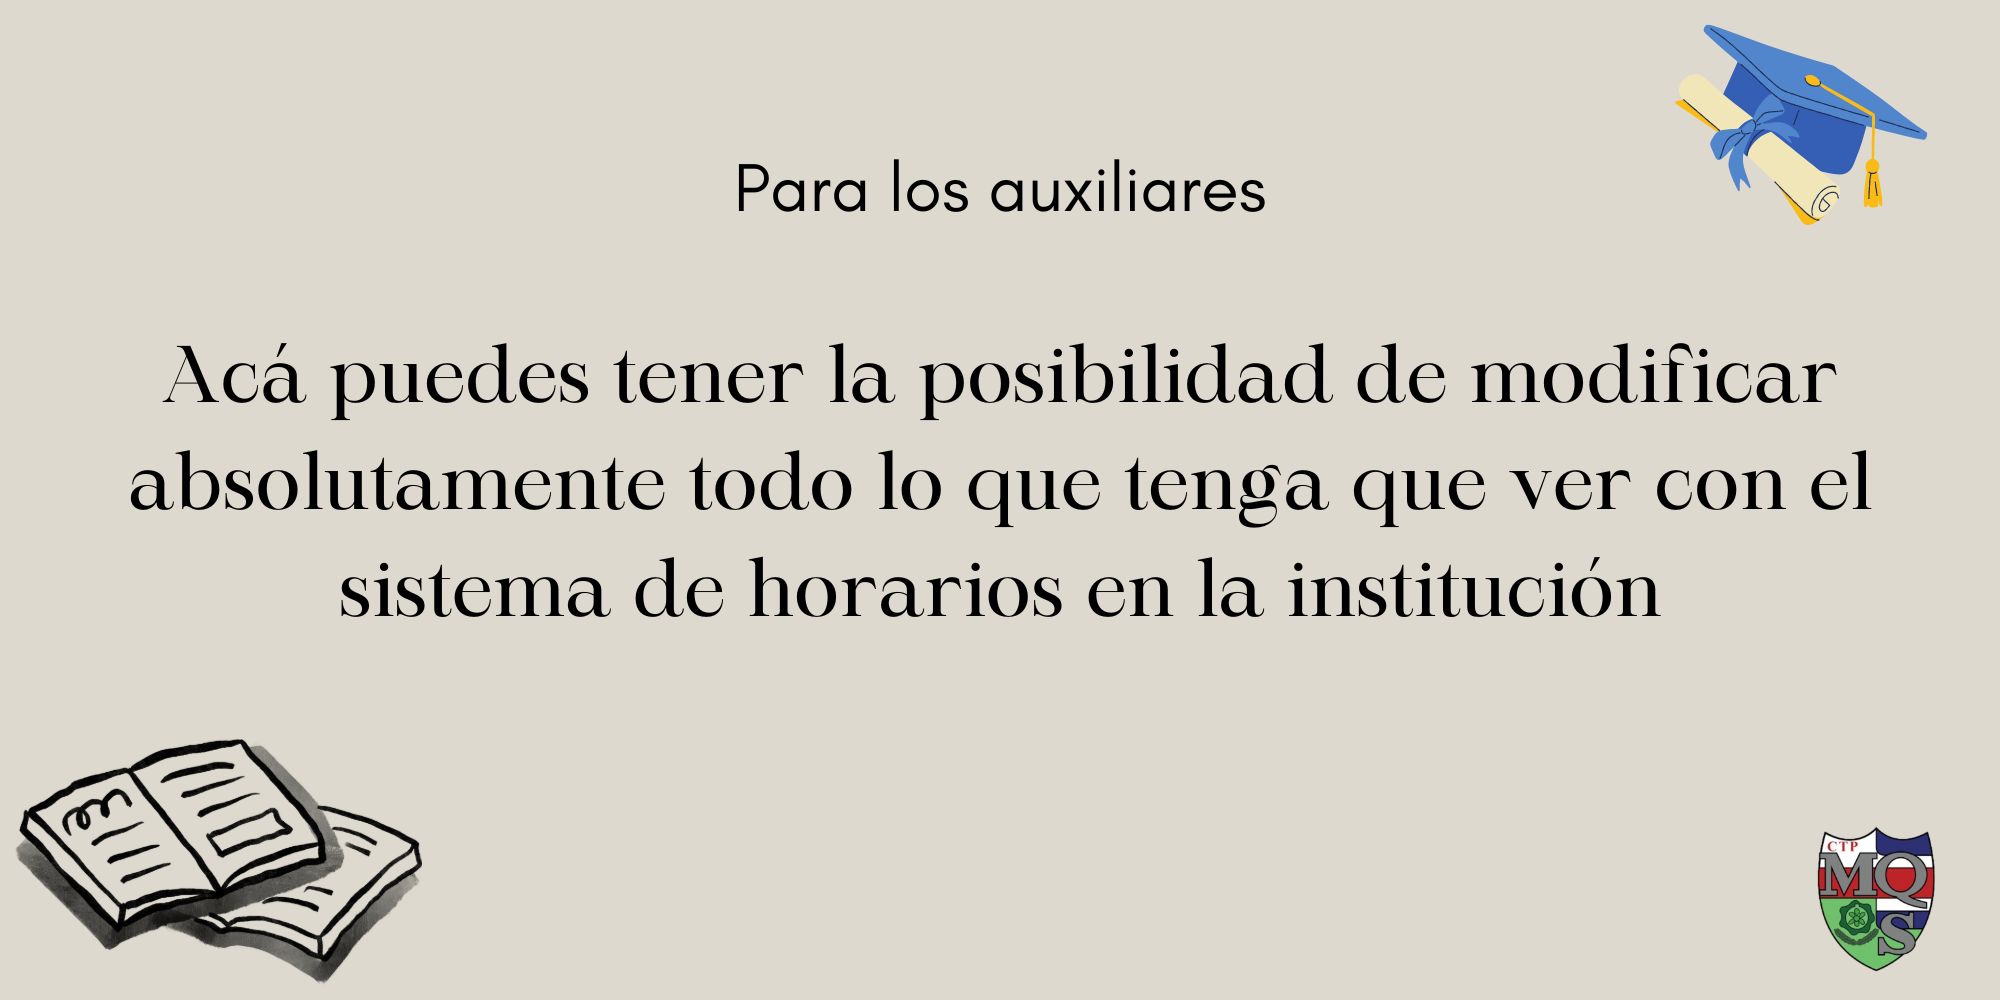 Para los auxiliares
Acá puedes tener la posibilidad de modificar
absolutamente todo lo que tenga que ver con el
sistema de horarios en la institución
CTP
MQ
S